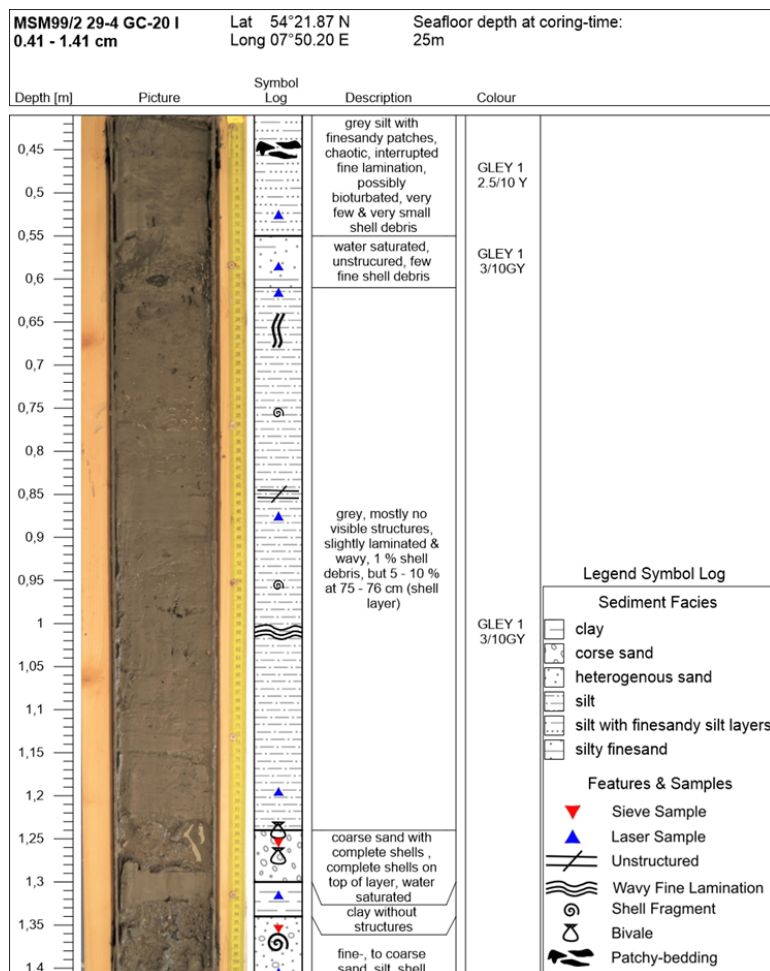 MSM99/2 29-4 GC-20 I
0.41 - 1.41 cm
Lat 54°21.87 N
Long 07°50.20 E
Seafloor depth at coring-time:
25m
Depth [m]
Picture
Symbol
Log
Description
Colour
0,45
0,5
0,55
0,6
0,65
0,7
0,75
0,8
0,85
0,9
0,95
1
1,05
1,1
1,15
1,2
1,25
1,3
1,35
1,4
grey silt with
finesandy patches,
chaotic, interrupted
fine lamination,
possibly
bioturbated, very
few & very small
shell debris
water saturated,
unstrucured, few
fine shell debris
grey, mostly no
visible structures,
slightly laminated &
wavy, 1 % shell
debris, but 5 - 10 %
at 75 - 76 cm (shell
layer)
coarse sand with
complete shells ,
complete shells on
top of layer, water
saturated
clay without
structures
fine-, to coarse
sand, silt, shell
GLEY 1
2.5/10 Y
GLEY 1
3/10GY
GLEY 1
3/10GY
Legend Symbol Log
Sediment Facies
clay
corse sand
heterogenous sand
silt
silt with finesandy silt layers
silty finesand
Features & Samples
Sieve Sample
Laser Sample
Unstructured
Wavy Fine Lamination
Shell Fragment
Bivale
Patchy-bedding